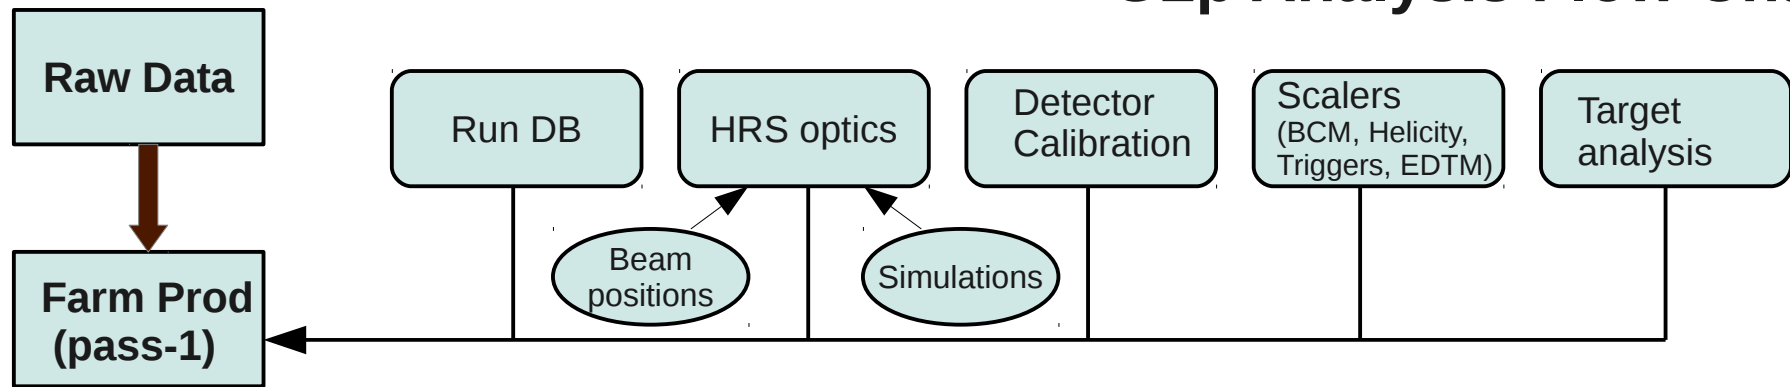 Raw Data
Run DB
HRS optics
Detector
Calibration
Scalers
(BCM, Helicity,
Triggers, EDTM)
Target
analysis
Beam
positions
Simulations
Farm Prod
(pass-1)